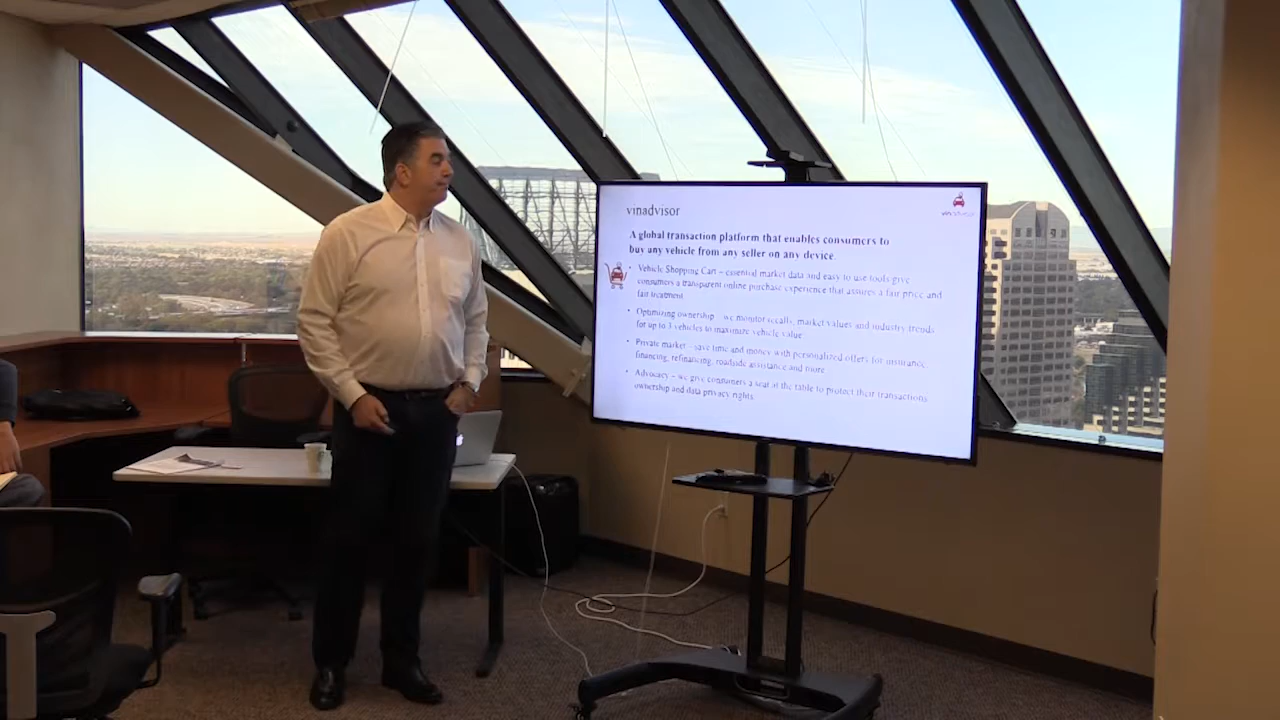 vinadvisor
vinadvisor
A global transaction platform that enables consumers to
buy any vehicle from any seller on any device.
• Vehicle Shopping Cart – essential market data and easy to use tools give
consumers a transparent online purchase experience that assures a fair price and
fair treatment
• Optimizing ownership – we monitor recalls, market values and industry trends
for up to 3 vehicles to maximize vehicle value
• Private market – save time and money with personalized offers for insurance,
financing, refinancing, roadside assistance and more
• Advocacy – we give consumers a seat at the table to protect their transactions,
ownership and data privacy rights